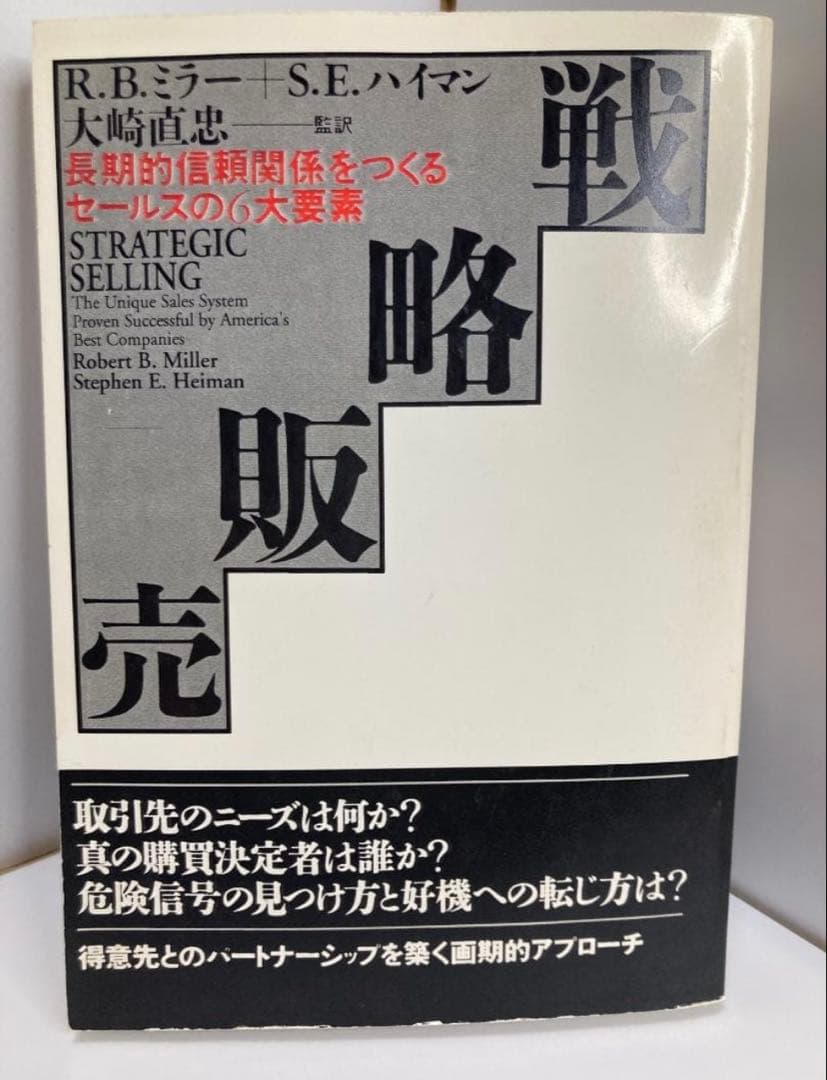 R.B.ミラー+S.E.ハイマン
大崎直忠――監訳
長期的信頼関係をつくる
セールスの6大要素
STRATEGIC
SELLING
The Unique Sales System
Proven Successful by America's
Best Companies
Robert B. Miller
Stephen E. Heiman
戦略販売
取引先のニーズは何か?
真の購買決定者は誰か?
危険信号の見つけ方と好機への転じ方は?
得意先とのパートナーシップを築く画期的アプローチ